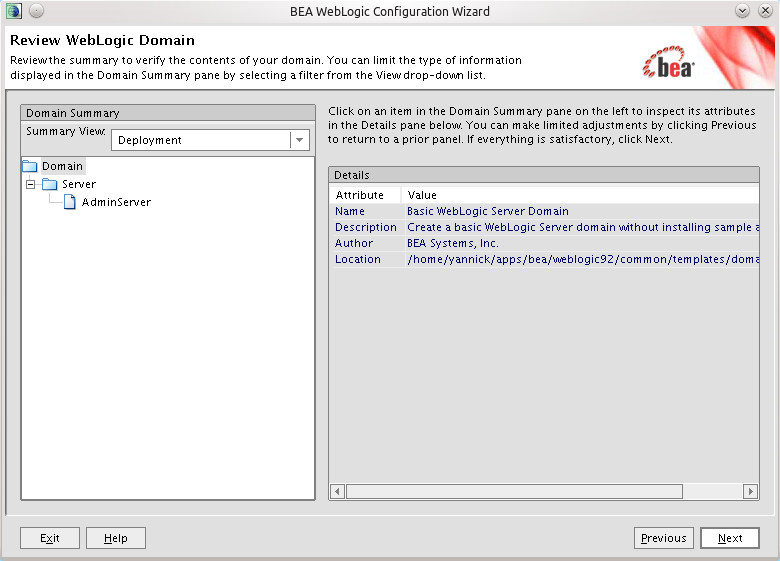 BEA WebLogic Configuration Wizard
Review WebLogic Domain
Review the summary to verify the contents of your domain. You can limit the type of information
displayed in the Domain Summary pane by selecting a filter from the View drop-down list.
bea
Domain Summary
Summary View:
Deployment
Domain
Server
AdminServer
Click on an item in the Domain Summary pane on the left to inspect its attributes
in the Details pane below. You can make limited adjustments by clicking Previous
to return to a prior panel. If everything is satisfactory, click Next.
Details
Attribute Value
Name Basic WebLogic Server Domain
Description Create a basic WebLogic Server domain without installing sample a
Author BEA Systems, Inc.
Location /home/yannick/apps/bea/weblogic92/common/templates/doma
Exit Help Previous Next